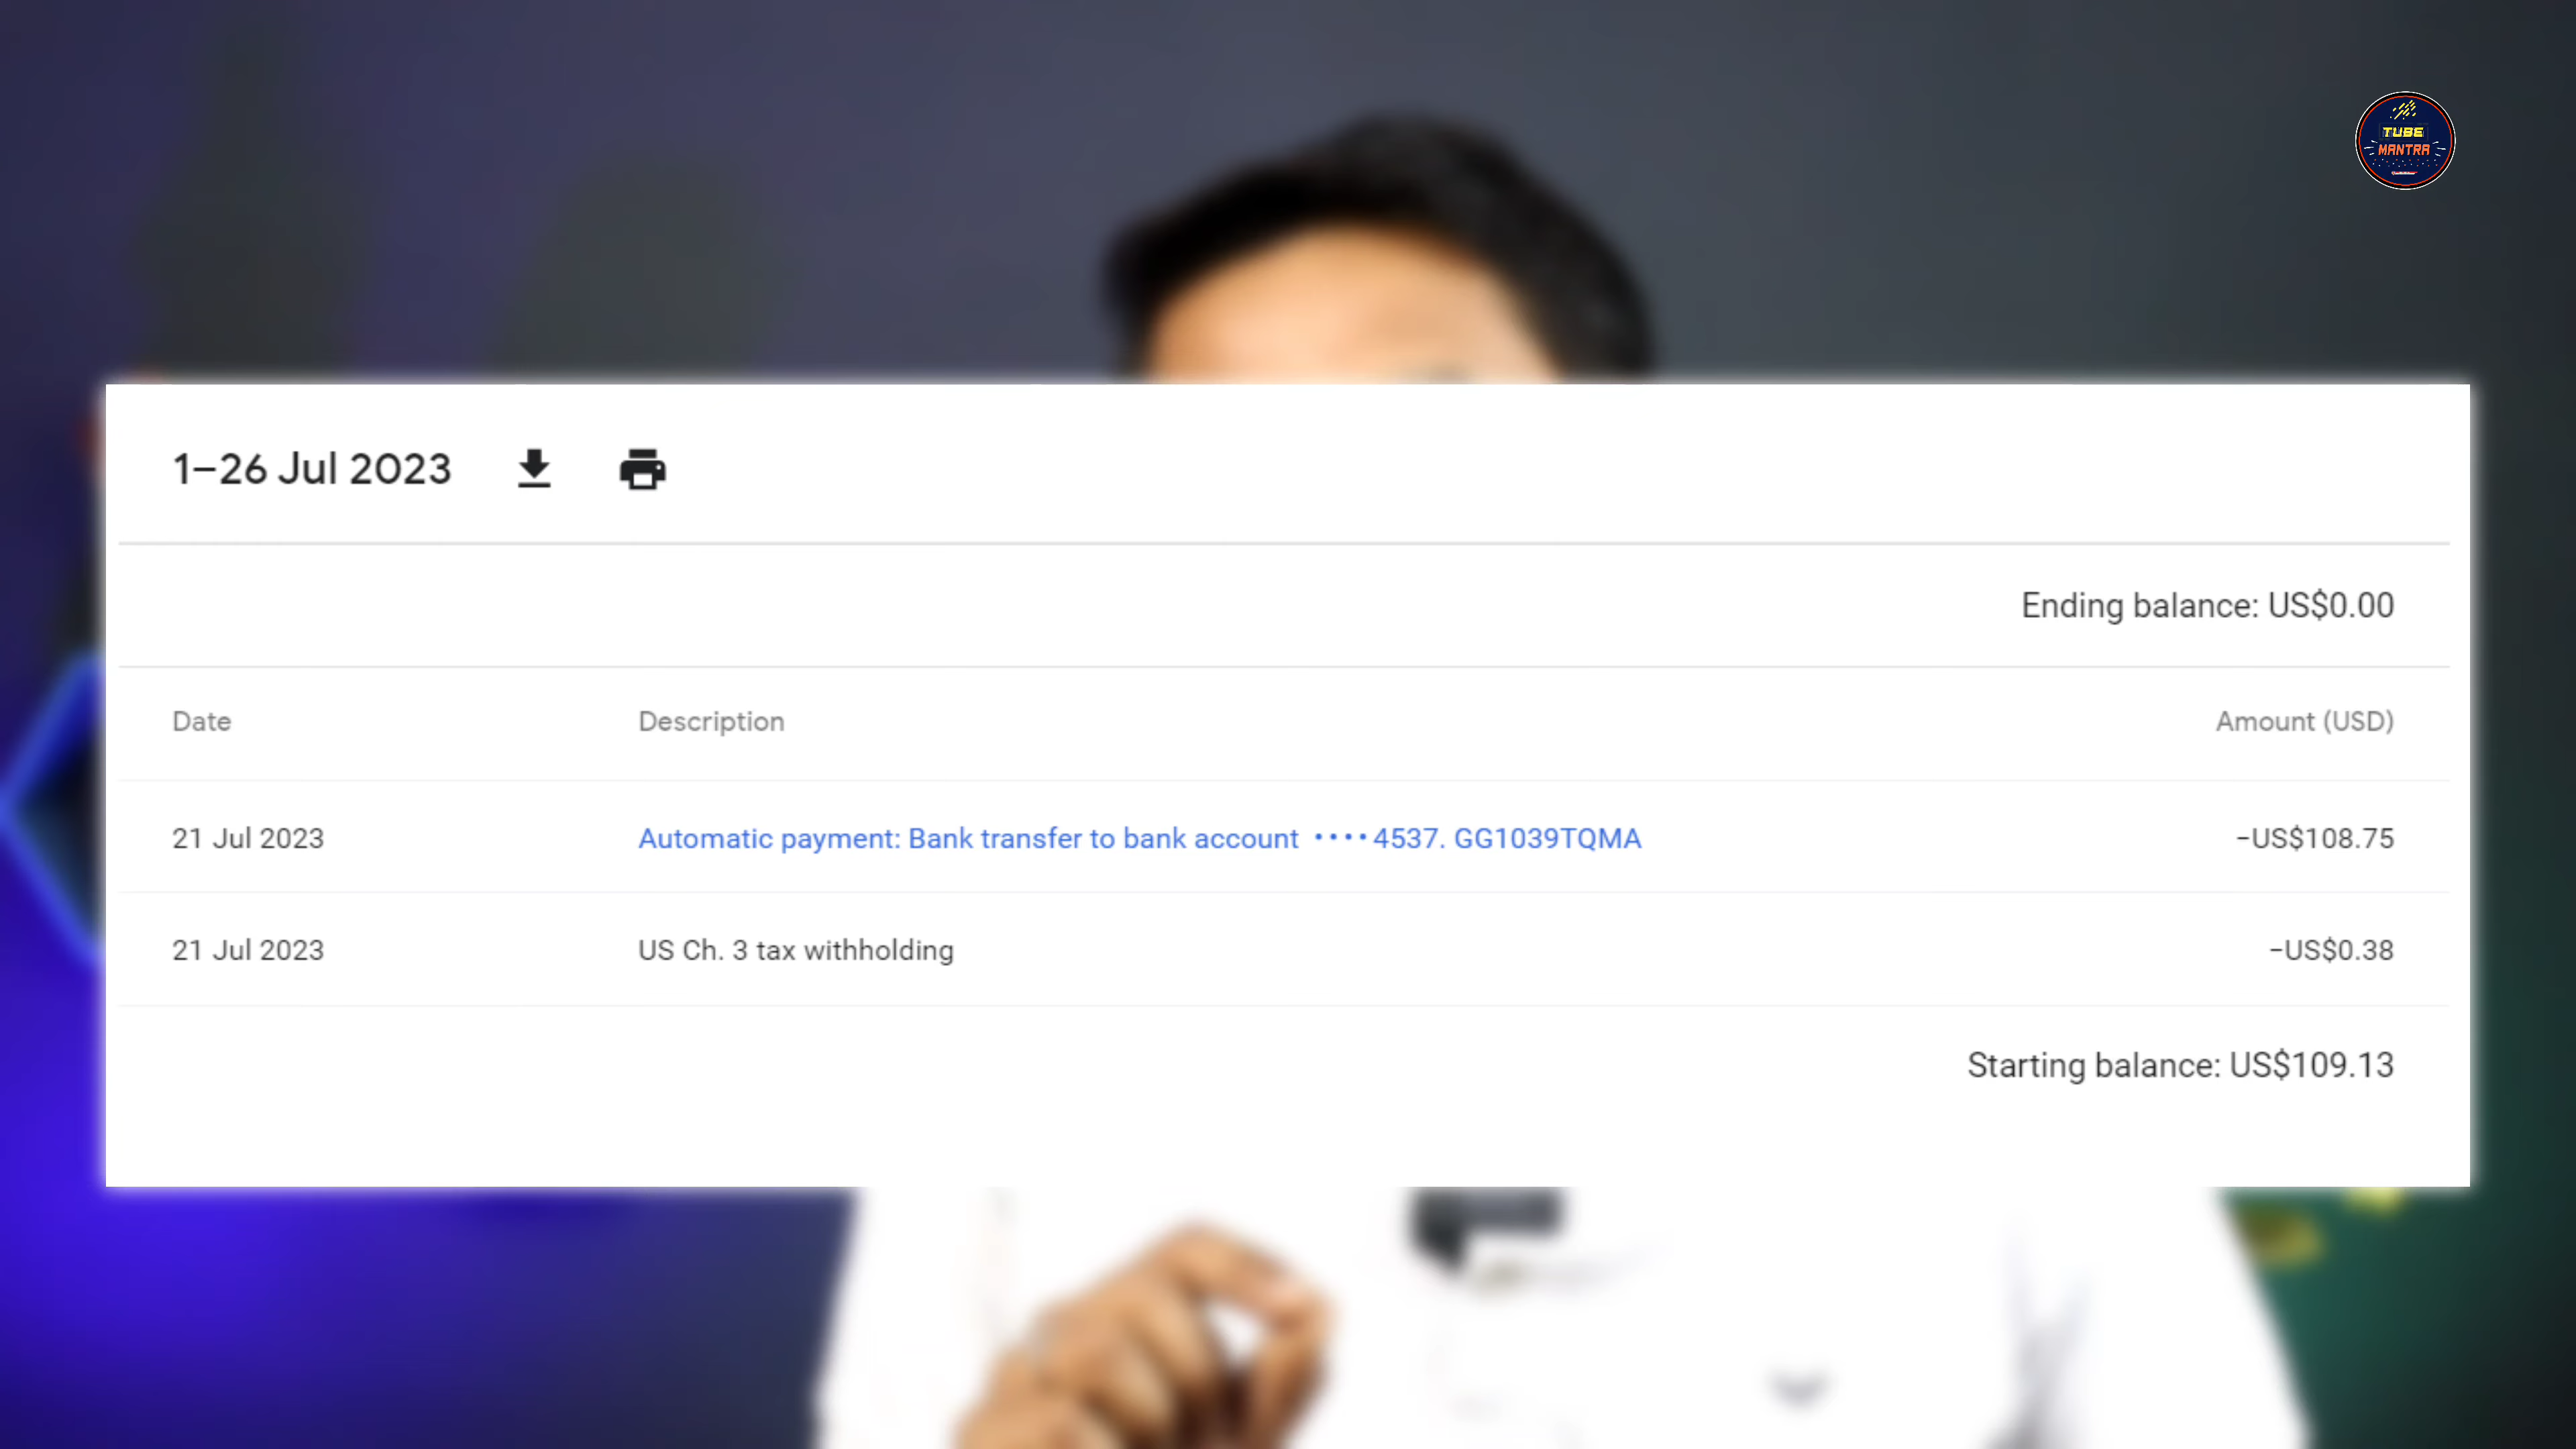 TUBE
MANTRA
1–26 Jul 2023
Ending balance: US$0.00
Date Description Amount (USD)
21 Jul 2023 Automatic payment: Bank transfer to bank account ····4537. GG1039TQMA −US$108.75
21 Jul 2023 US Ch. 3 tax withholding −US$0.38
Starting balance: US$109.13